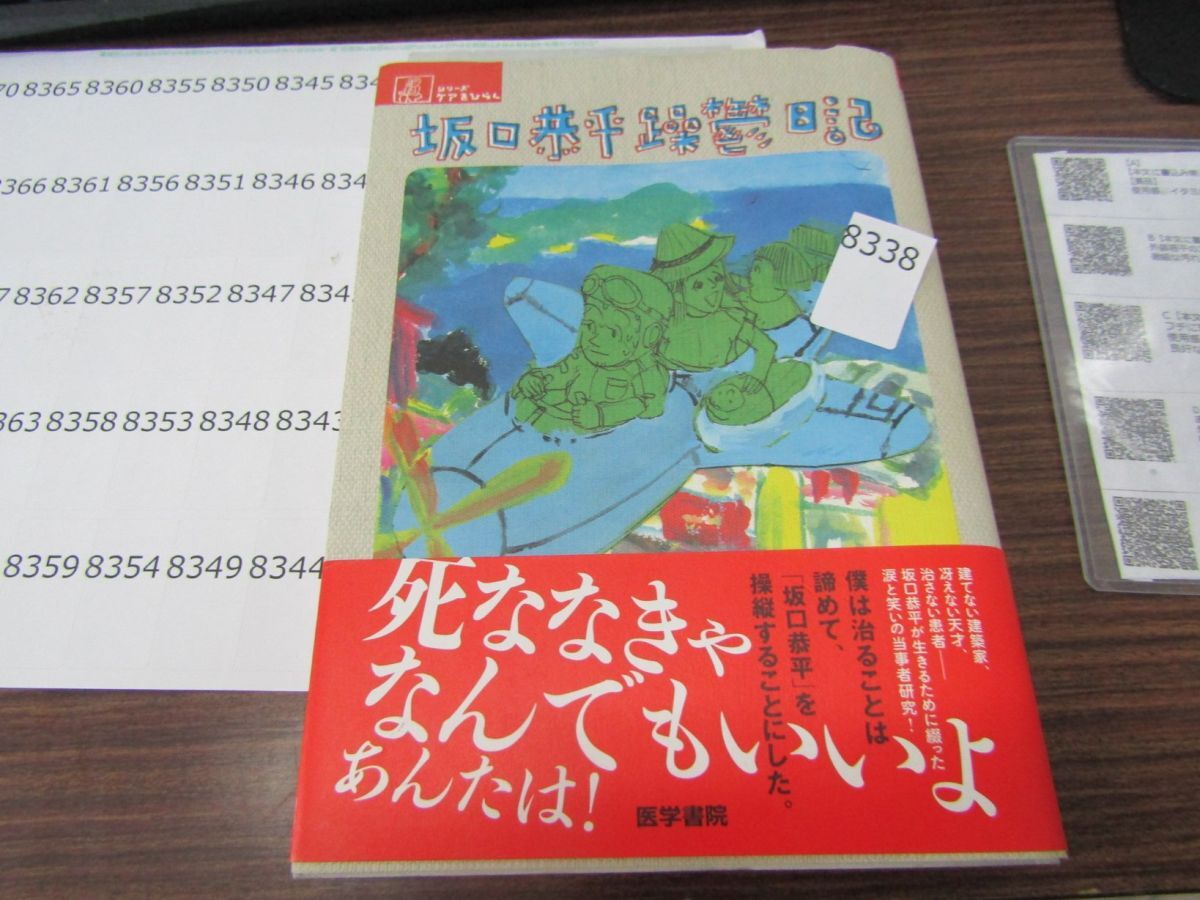 8365 8360 8355 8350 8345
8366 8361 8356 8351 8346
8362 8357 8352 8347
8358 8353 8348 8343
8359 8354 8349 8344
シリーズ
ケアをひらく
坂口恭平躁鬱日記
8338
建てない建築家、
冴えない天才、
治さない患者――
坂口恭平が生きるために綴った
涙と笑いの当事者研究！
僕は治ることは
諦めて、
「坂口恭平」を
操縦することにした。
死ななきゃ
なんでもいいよ
あんたは！
医学書院